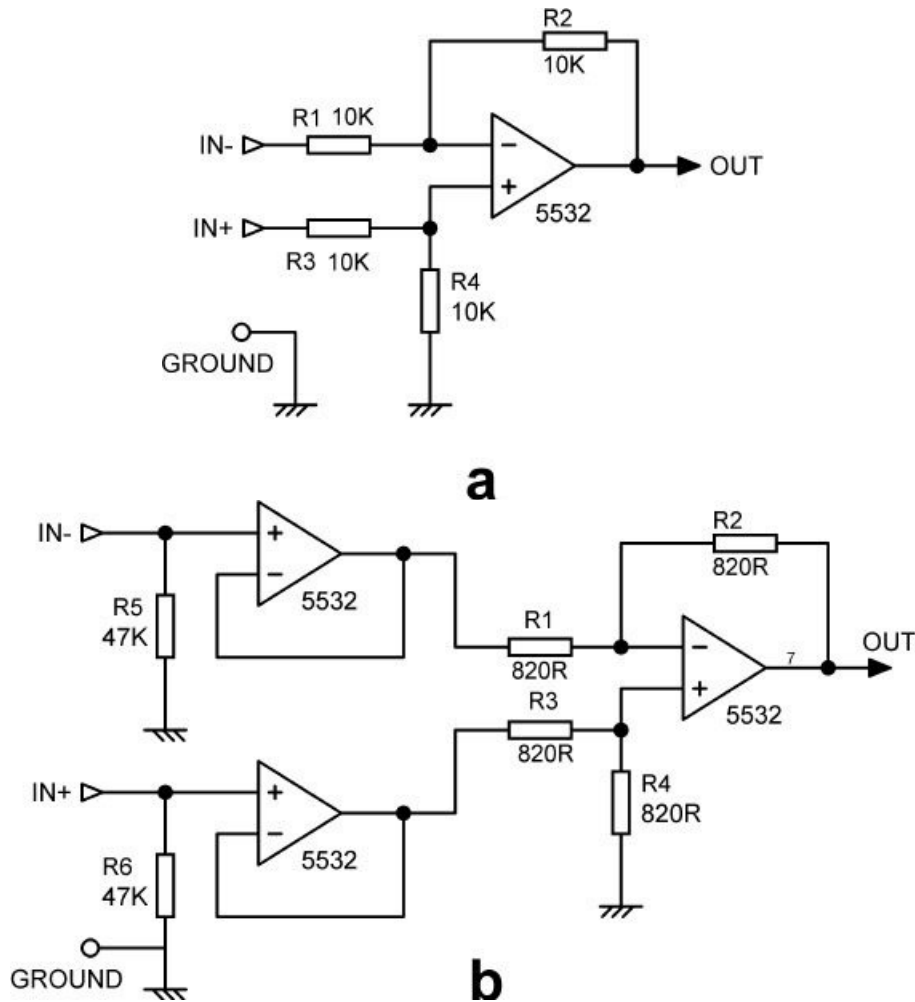 R2
10K
R1 10K
IN-
−
OUT
+
5532
IN+
R3 10K
R4
10K
GROUND
a
IN-
+
−
5532
R5
47K
R2
820R
R1
820R
−
7
OUT
+
5532
R3
820R
R4
820R
IN+
+
−
5532
R6
47K
GROUND
b